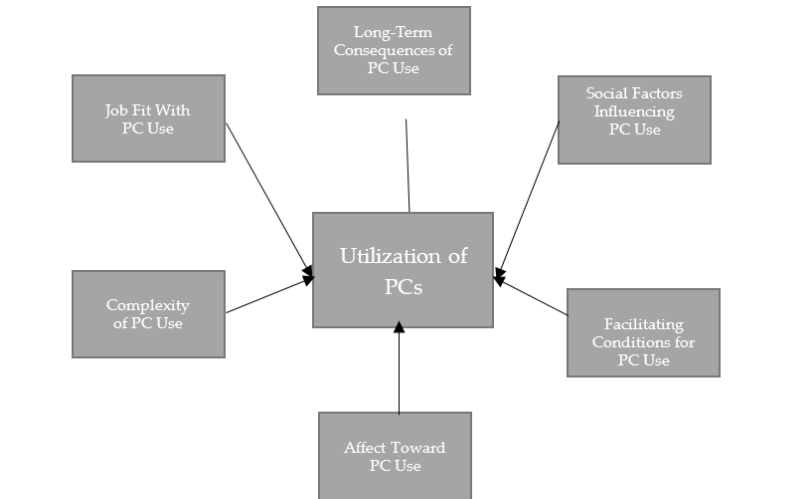 Long-Term
Consequences of
PC Use
Job Fit With
PC Use
Social Factors
Influencing
PC Use
Utilization of
PCs
Complexity
of PC Use
Facilitating
Conditions for
PC Use
Affect Toward
PC Use